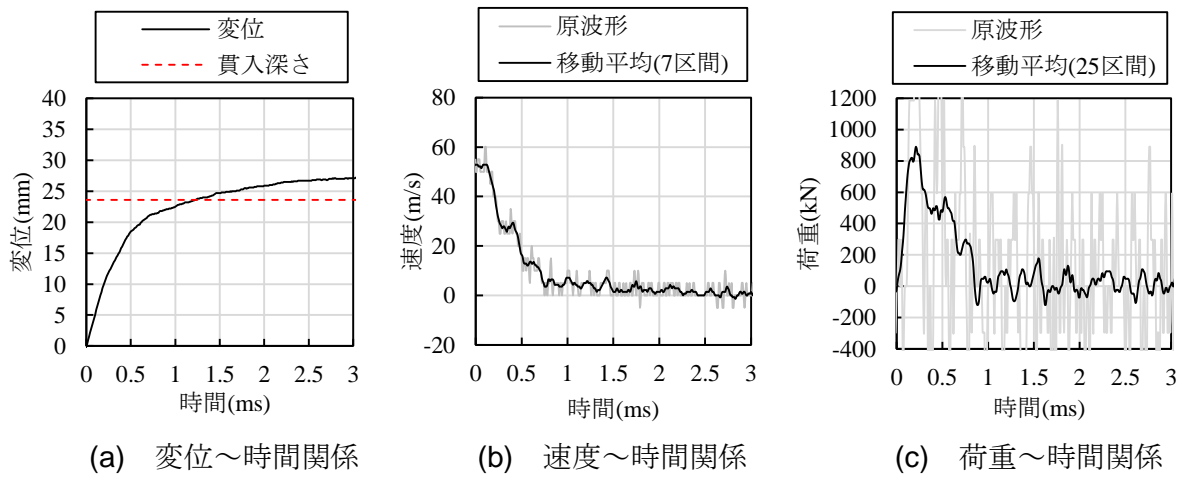 変位
貫入深さ
変位(mm)
40
35
30
25
20
15
10
5
0
0 0.5 1 1.5 2 2.5 3
時間(ms)
(a) 変位～時間関係
原波形
移動平均(7区間)
速度(m/s)
80
60
40
20
0
-20
0 0.5 1 1.5 2 2.5 3
時間(ms)
(b) 速度～時間関係
原波形
移動平均(25区間)
荷重(kN)
1200
1000
800
600
400
200
0
-200
-400
0 0.5 1 1.5 2 2.5 3
時間(ms)
(c) 荷重～時間関係